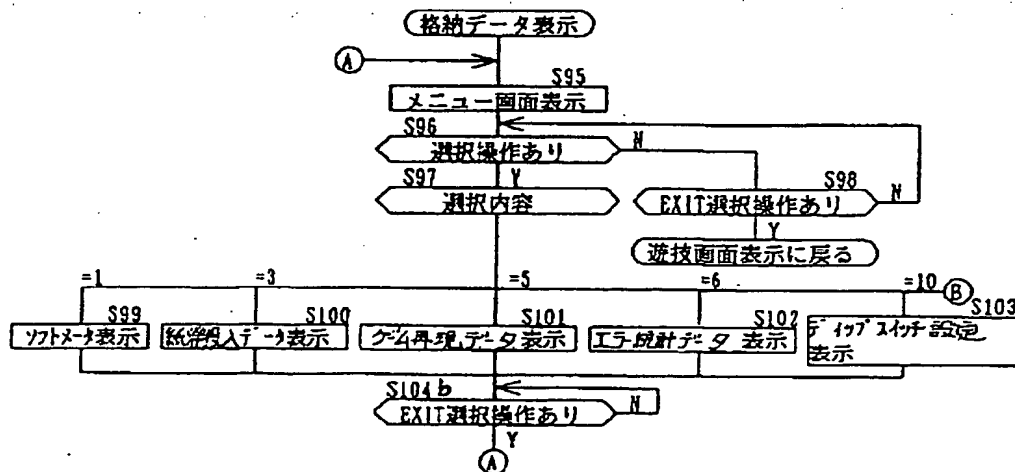 格納データ表示
A
S95
メニュー画面表示
S96
選択操作あり
N
Y
S97
選択内容
S98
EXIT選択操作あり
N
Y
遊技画面表示に戻る
=1
=3
=5
=6
=10
B
S99
ソフトメータ表示
S100
紙幣投入データ表示
S101
ゲーム再現データ表示
S102
エラー統計データ表示
S103
ディップスイッチ設定
表示
S104b
EXIT選択操作あり
N
Y
A